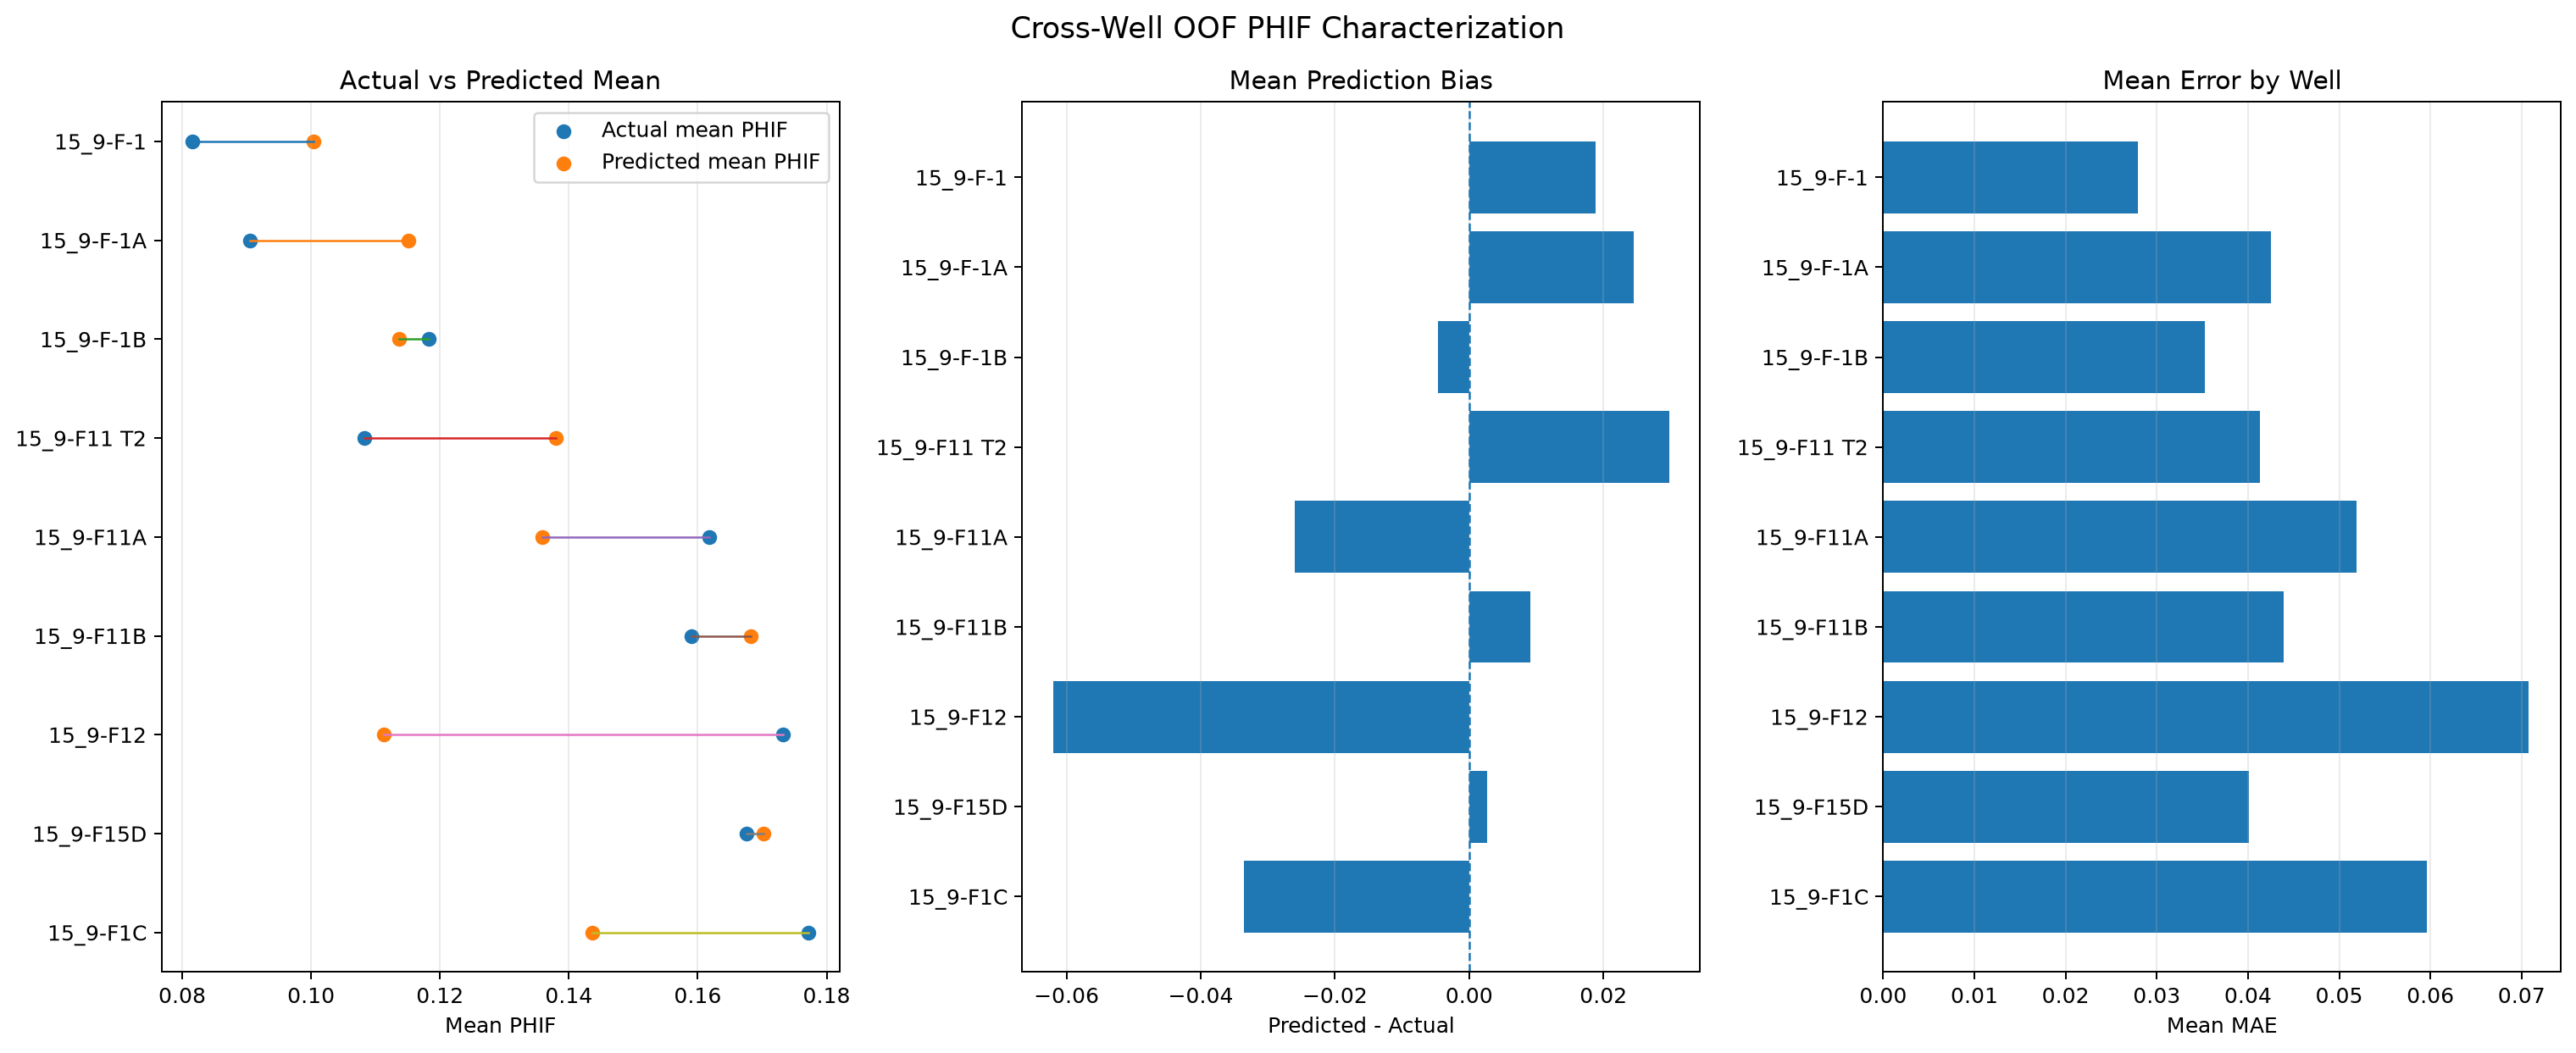 Cross-Well OOF PHIF Characterization
Actual vs Predicted Mean
Actual mean PHIF
Predicted mean PHIF
15_9-F-1
15_9-F-1A
15_9-F-1B
15_9-F11 T2
15_9-F11A
15_9-F11B
15_9-F12
15_9-F15D
15_9-F1C
0.08 0.10 0.12 0.14 0.16 0.18
Mean PHIF
Mean Prediction Bias
15_9-F-1
15_9-F-1A
15_9-F-1B
15_9-F11 T2
15_9-F11A
15_9-F11B
15_9-F12
15_9-F15D
15_9-F1C
−0.06 −0.04 −0.02 0.00 0.02
Predicted - Actual
Mean Error by Well
15_9-F-1
15_9-F-1A
15_9-F-1B
15_9-F11 T2
15_9-F11A
15_9-F11B
15_9-F12
15_9-F15D
15_9-F1C
0.00 0.01 0.02 0.03 0.04 0.05 0.06 0.07
Mean MAE